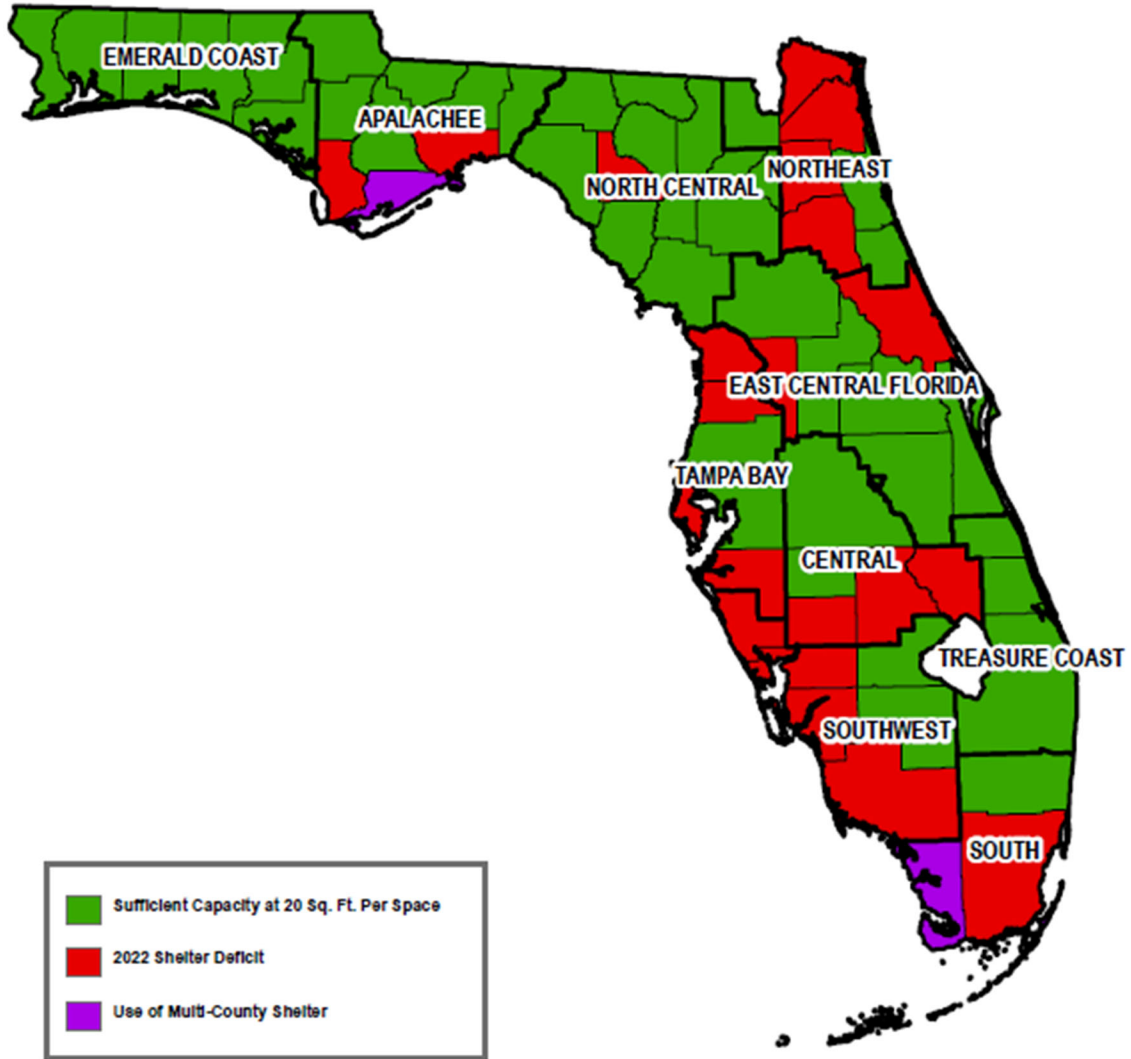 EMERALD COAST
APALACHEE
NORTH CENTRAL
NORTHEAST
EAST CENTRAL FLORIDA
TAMPA BAY
CENTRAL
TREASURE COAST
SOUTHWEST
SOUTH
Sufficient Capacity at 20 Sq. Ft. Per Space
2022 Shelter Deficit
Use of Multi-County Shelter